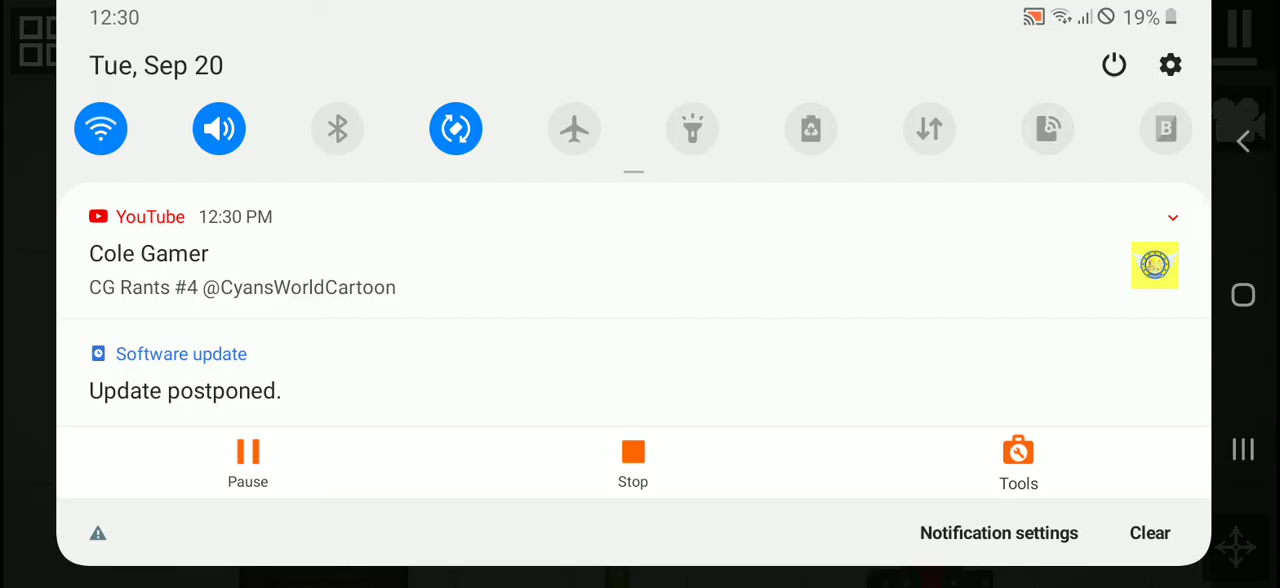 12:30
19%
Tue, Sep 20
B
YouTube 12:30 PM
Cole Gamer
CG Rants #4 @CyansWorldCartoon
Software update
Update postponed.
Pause
Stop
Tools
Notification settings
Clear